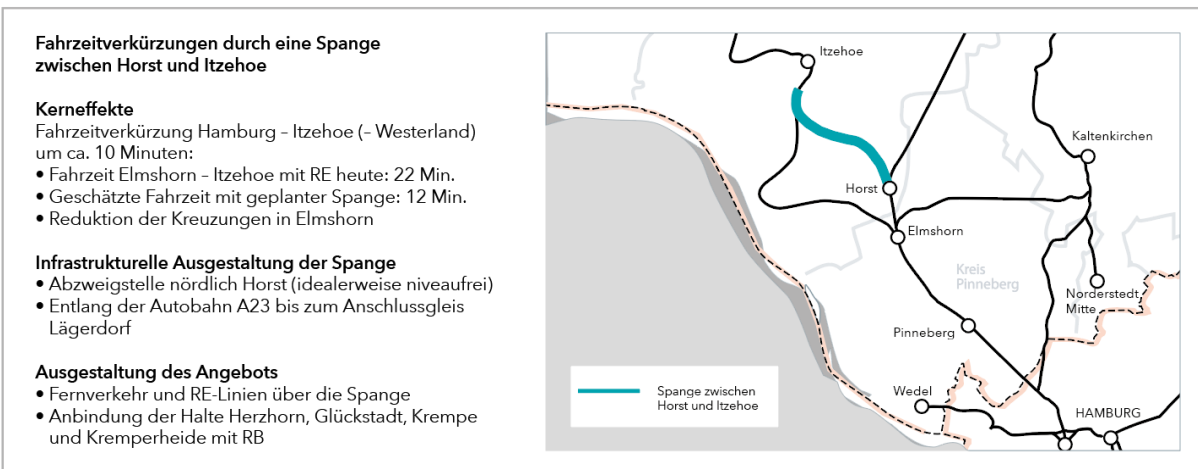 Fahrzeitverkürzungen durch eine Spange
zwischen Horst und Itzehoe
Kerneffekte
Fahrzeitverkürzung Hamburg – Itzehoe (– Westerland)
um ca. 10 Minuten:
• Fahrzeit Elmshorn – Itzehoe mit RE heute: 22 Min.
• Geschätzte Fahrzeit mit geplanter Spange: 12 Min.
• Reduktion der Kreuzungen in Elmshorn
Infrastrukturelle Ausgestaltung der Spange
• Abzweigstelle nördlich Horst (idealerweise niveaufrei)
• Entlang der Autobahn A23 bis zum Anschlussgleis
Lägerdorf
Ausgestaltung des Angebots
• Fernverkehr und RE-Linien über die Spange
• Anbindung der Halte Herzhorn, Glückstadt, Krempe
und Kremperheide mit RB
Itzehoe
Kaltenkirchen
Horst
Elmshorn
Kreis
Pinneberg
Norderstedt
Mitte
Pinneberg
Wedel
HAMBURG
Spange zwischen
Horst und Itzehoe